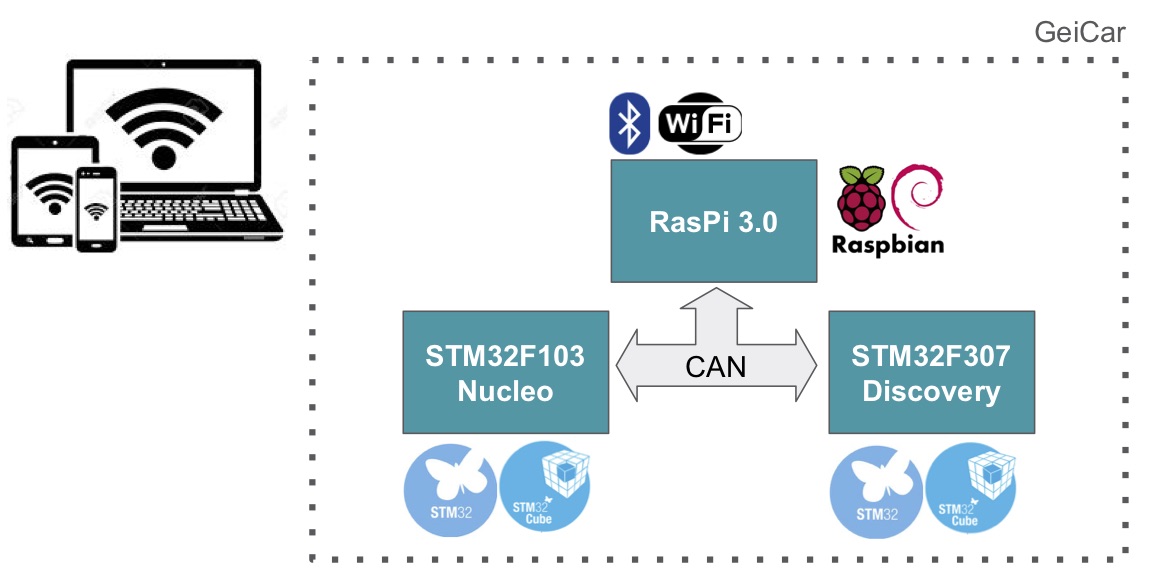 GeiCar
WiFi
RasPi 3.0
Raspbian
CAN
STM32F103
Nucleo
STM32F307
Discovery
STM32
STM32
Cube
STM32
STM32
Cube